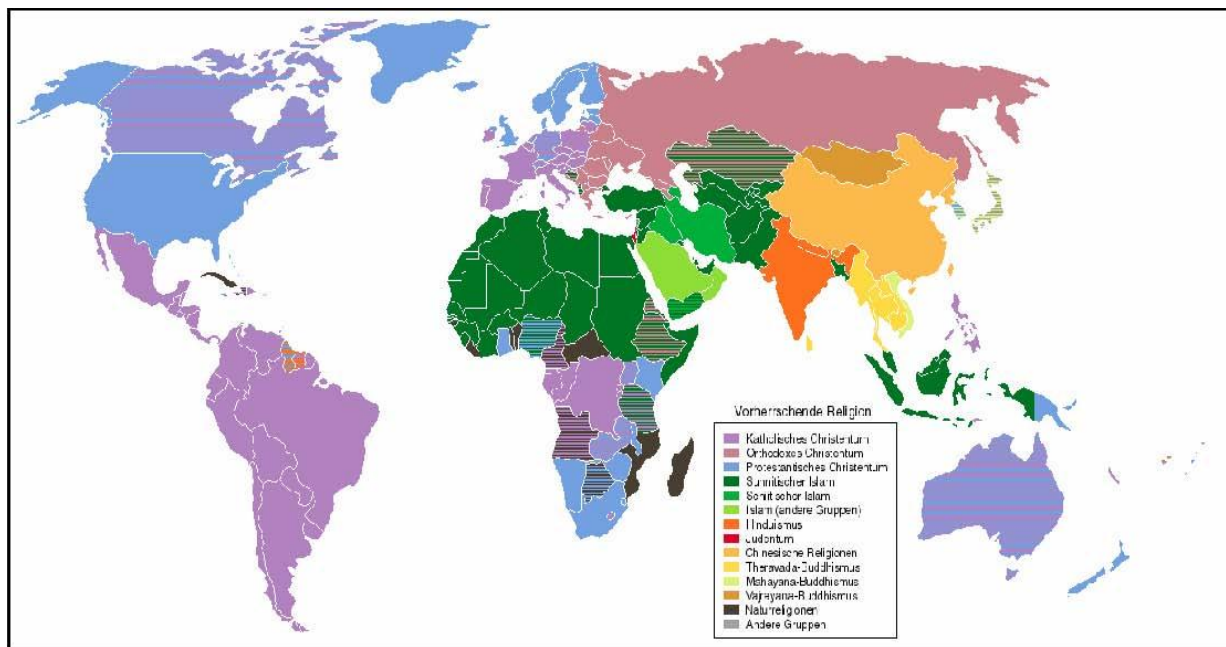 Vorherrschende Religion
Katholisches Christentum
Orthodoxes Christentum
Protestantisches Christentum
Sunnitischer Islam
Schiitischer Islam
Islam (andere Gruppen)
Hinduismus
Judentum
Chinesische Religionen
Theravada-Buddhismus
Mahayana-Buddhismus
Vajrayana-Buddhismus
Naturreligionen
Andere Gruppen